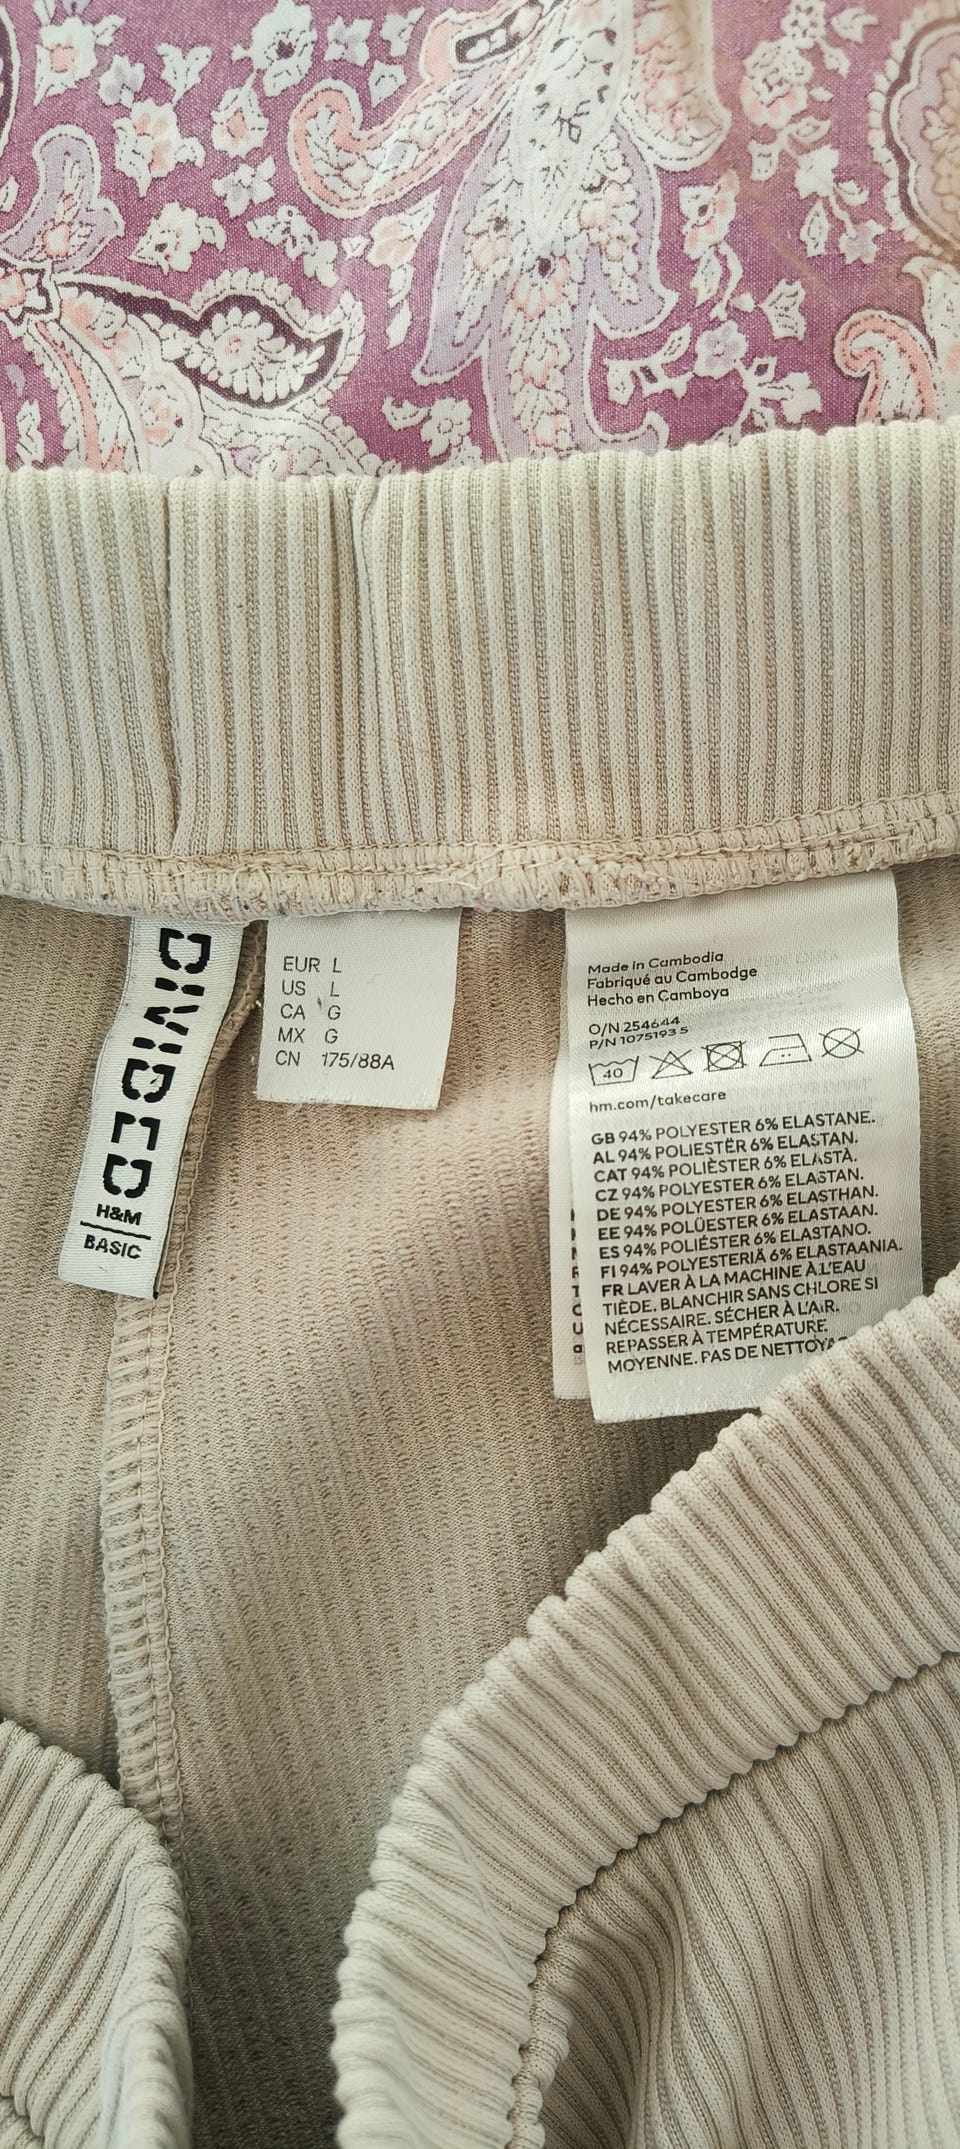 DIVIDED
H&M
BASIC
EUR L
US L
CA G
MX G
CN 175/88A
Made in Cambodia
Fabriqué au Cambodge
Hecho en Camboya
O/N 254644
P/N 1075193 5
40
hm.com/takecare
GB 94% POLYESTER 6% ELASTANE.
AL 94% POLIESTËR 6% ELASTAN.
CAT 94% POLIÈSTER 6% ELASTÀ.
CZ 94% POLYESTER 6% ELASTAN.
DE 94% POLYESTER 6% ELASTHAN.
EE 94% POLÜESTER 6% ELASTAAN.
ES 94% POLIÉSTER 6% ELASTANO.
FI 94% POLYESTERIÄ 6% ELASTAANIA.
FR LAVER À LA MACHINE À L'EAU
TIÈDE. BLANCHIR SANS CHLORE SI
NÉCESSAIRE. SÉCHER À L'AIR.
REPASSER À TEMPÉRATURE
MOYENNE. PAS DE